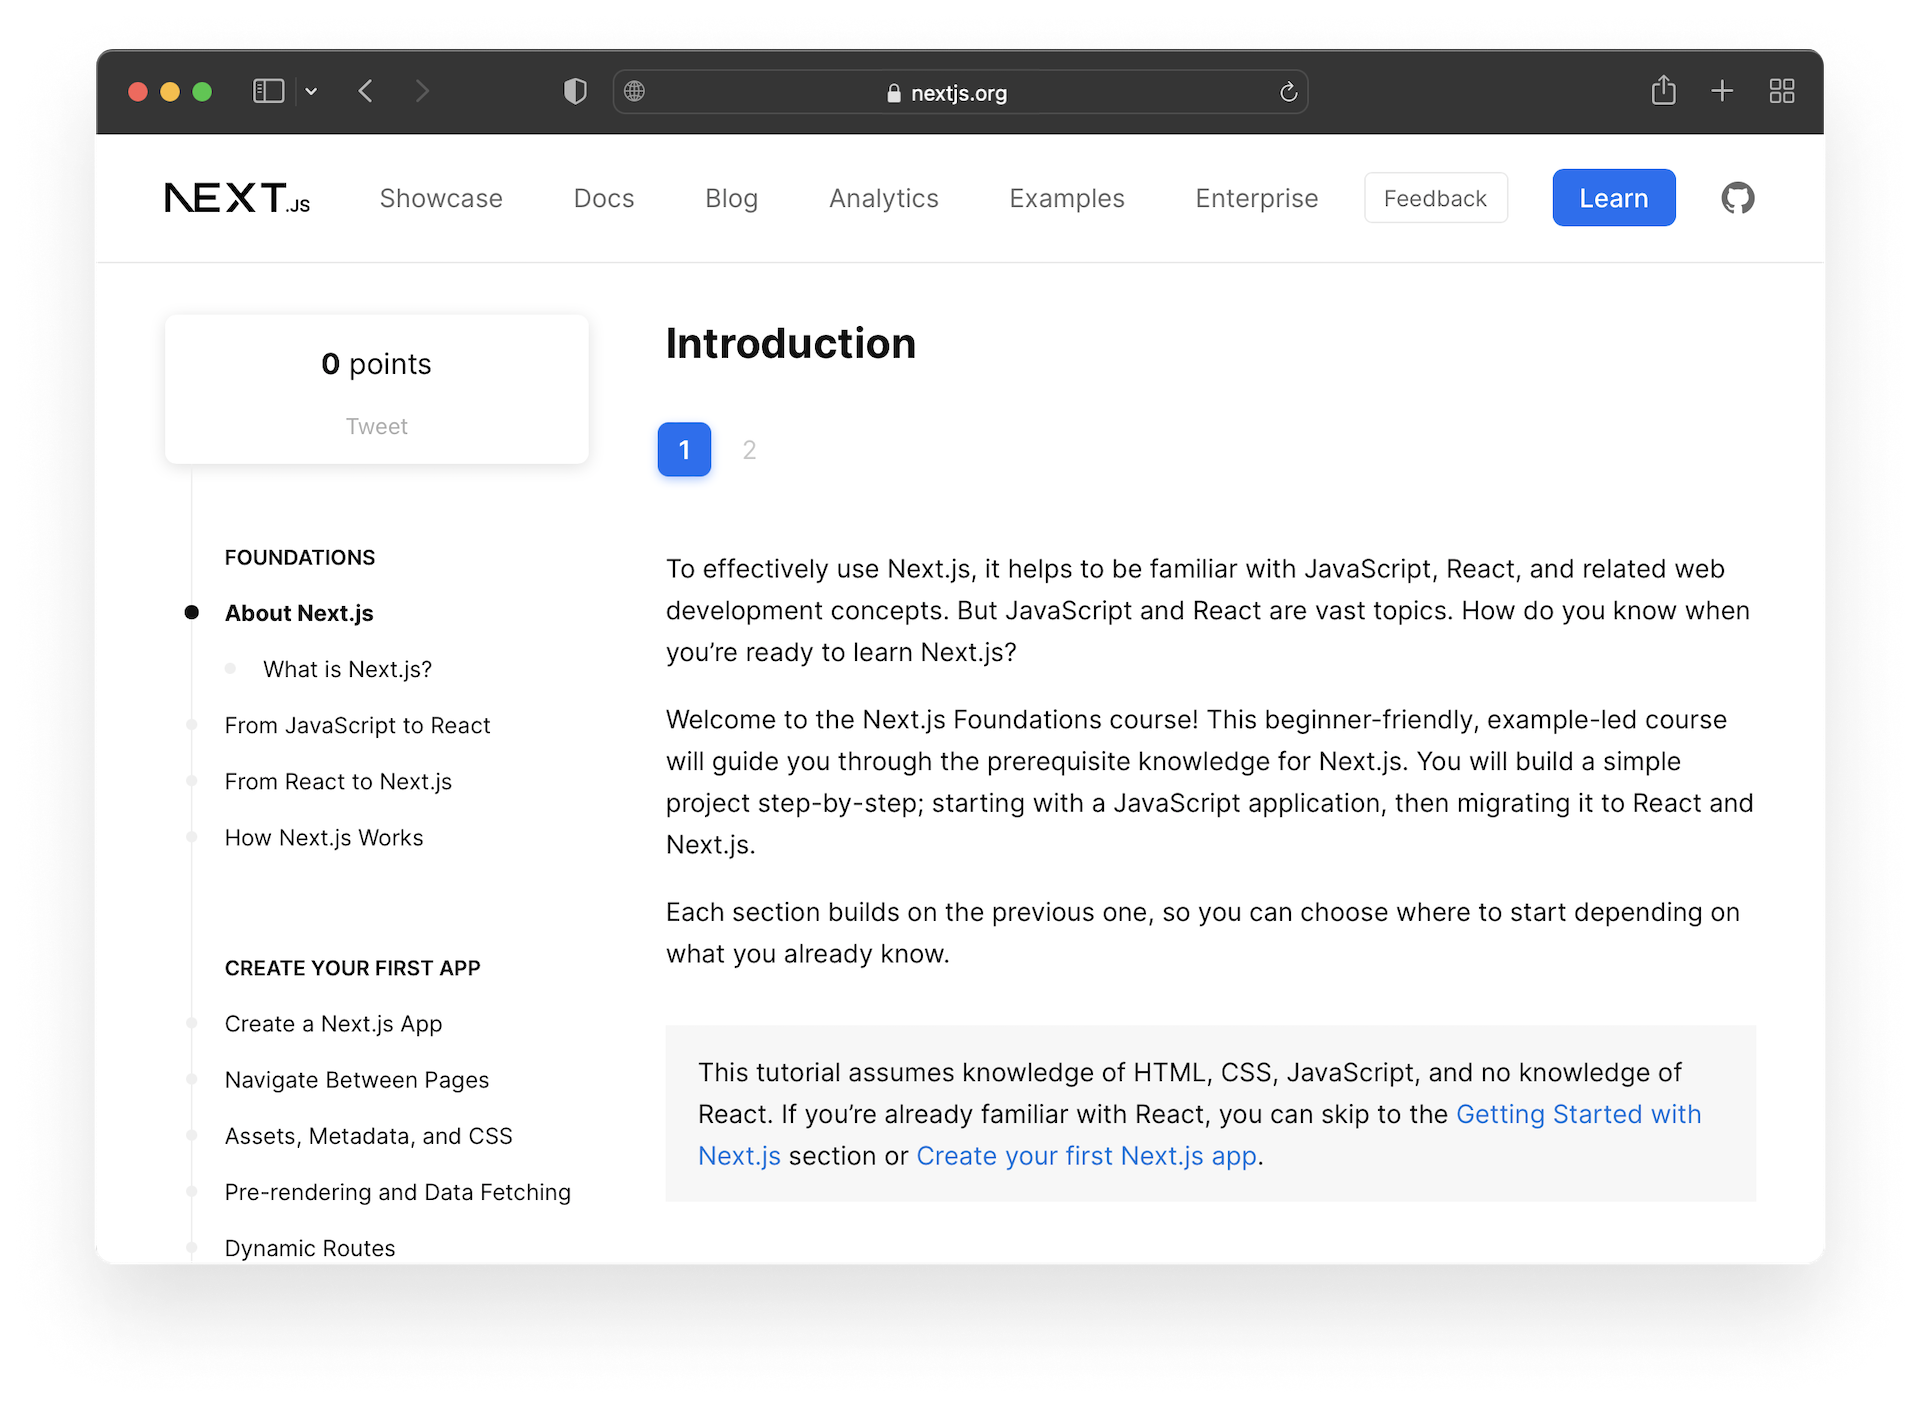 nextjs.org
NEXT.JS Showcase Docs Blog Analytics Examples Enterprise Feedback Learn
0 points
Tweet
FOUNDATIONS
About Next.js
What is Next.js?
From JavaScript to React
From React to Next.js
How Next.js Works
CREATE YOUR FIRST APP
Create a Next.js App
Navigate Between Pages
Assets, Metadata, and CSS
Pre-rendering and Data Fetching
Dynamic Routes
Introduction
1 2
To effectively use Next.js, it helps to be familiar with JavaScript, React, and related web
development concepts. But JavaScript and React are vast topics. How do you know when
you’re ready to learn Next.js?
Welcome to the Next.js Foundations course! This beginner-friendly, example-led course
will guide you through the prerequisite knowledge for Next.js. You will build a simple
project step-by-step; starting with a JavaScript application, then migrating it to React and
Next.js.
Each section builds on the previous one, so you can choose where to start depending on
what you already know.
This tutorial assumes knowledge of HTML, CSS, JavaScript, and no knowledge of
React. If you’re already familiar with React, you can skip to the Getting Started with
Next.js section or Create your first Next.js app.